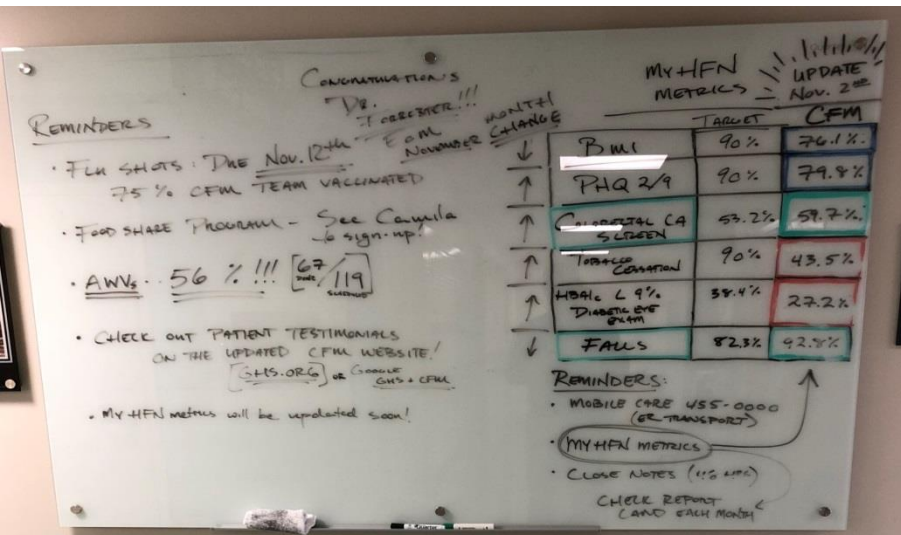 CONGRATULATIONS
DR.
FORRESTER!!!
EOM
NOVEMBER
REMINDERS
• FLU SHOTS: DUE NOV. 12th
75% CFM TEAM VACCINATED
• FOOD SHARE PROGRAM - See Camila
to sign-up!
• AWVs.. 56%!!! [67/119]
• CHECK OUT PATIENT TESTIMONIALS
ON THE UPDATED CFM WEBSITE!
[GHS.ORG] or GOOGLE
GHS + CFM
• My HFN metrics will be updated soon!
MY HFN
METRICS
UPDATE
Nov. 2nd
MONTH
CHANGE
TARGET CFM
↓ BMI 90% 76.1%
↑ PHQ 2/9 90% 79.8%
↑ COLORECTAL CA
SCREEN 53.2% 59.7%
↑ TOBACCO
CESSATION 90% 43.5%
↑ HBA1c L 9%
DIABETIC EYE
EXAM 38.4% 27.2%
↓ FALLS 82.3% 92.8%
REMINDERS:
• MOBILE CARE 455-0000
(ER TRANSPORT)
• MY HFN METRICS
• CLOSE NOTES
CHECK REPORT
CARD EACH MONTH